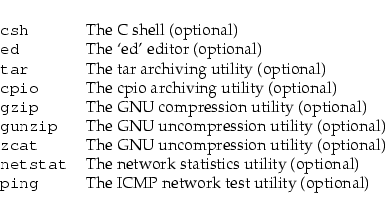 csh The C shell (optional)
ed The ‘ed’ editor (optional)
tar The tar archiving utility (optional)
cpio The cpio archiving utility (optional)
gzip The GNU compression utility (optional)
gunzip The GNU uncompression utility (optional)
zcat The GNU uncompression utility (optional)
netstat The network statistics utility (optional)
ping The ICMP network test utility (optional)